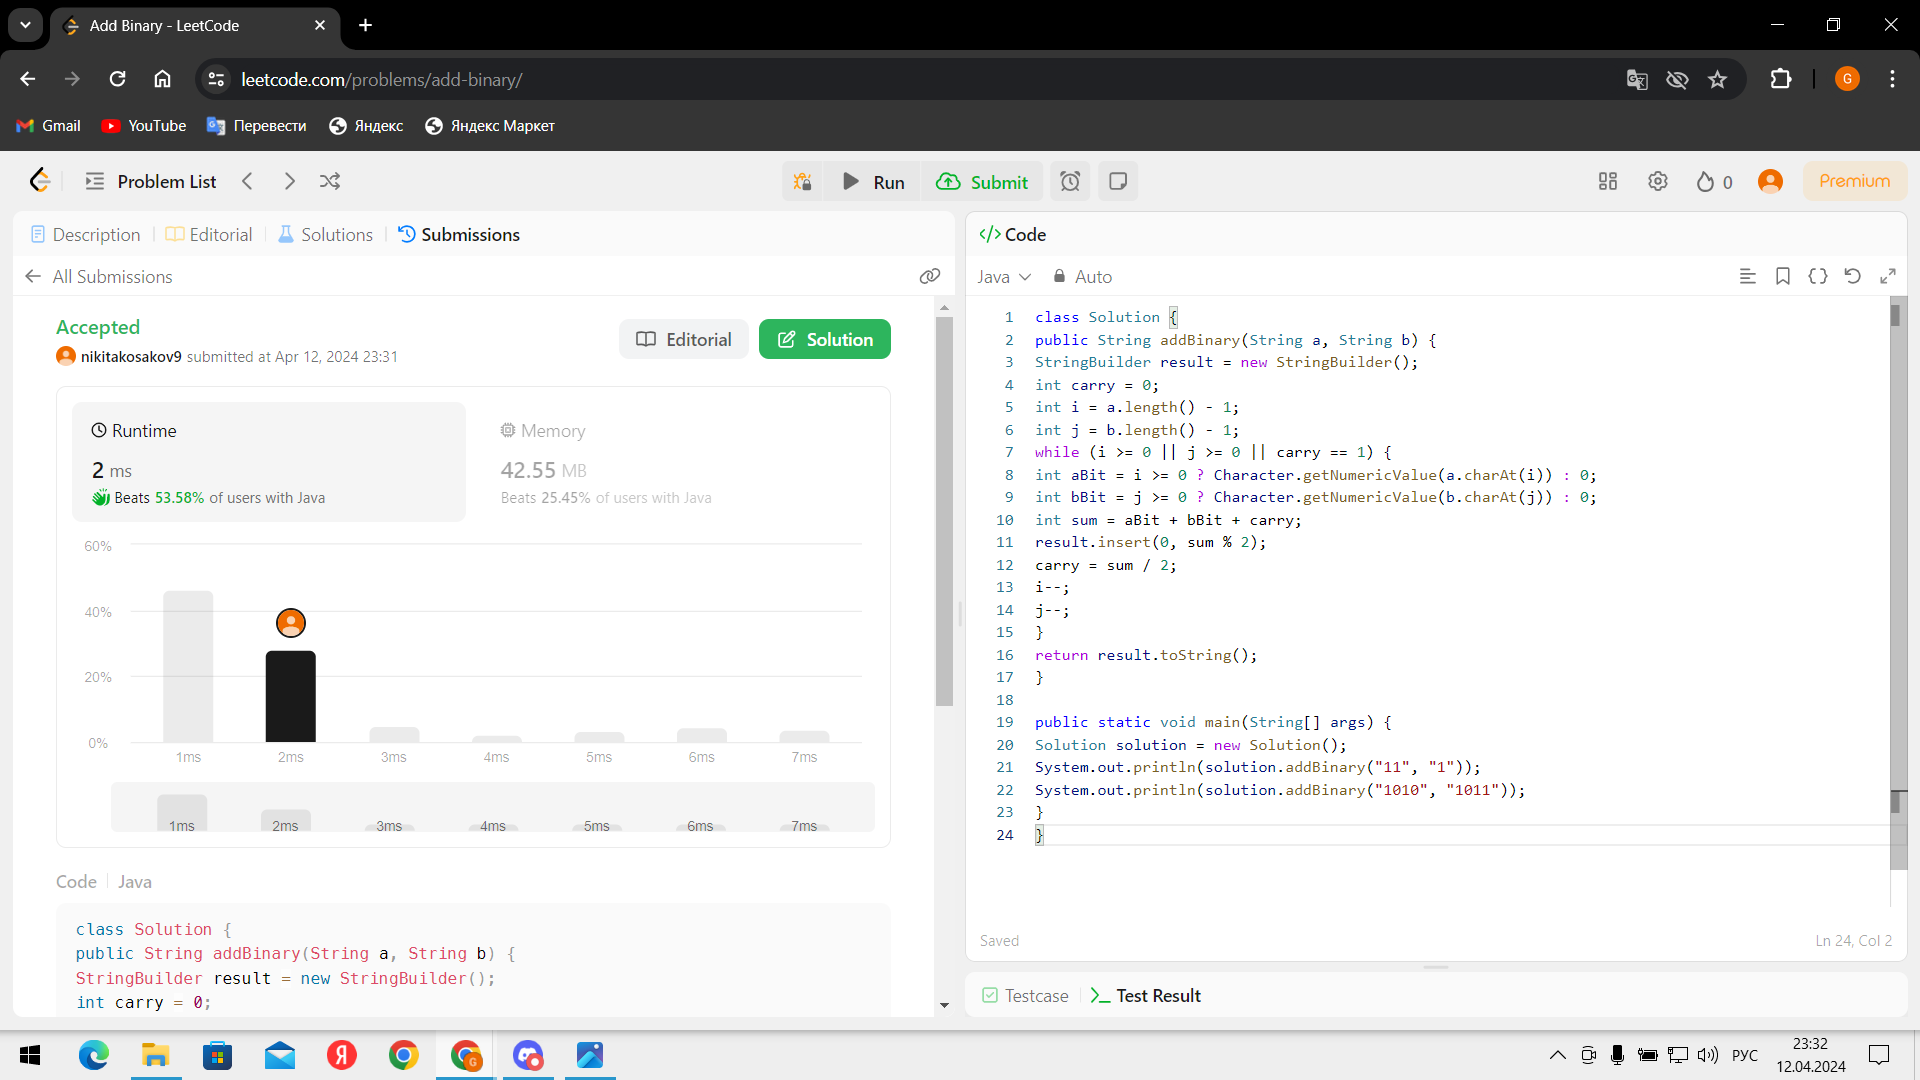 Add Binary - LeetCode
leetcode.com/problems/add-binary/
G
Gmail YouTube Перевести Яндекс Яндекс Маркет
Problem List Run Submit 0 Premium
Description Editorial Solutions Submissions
All Submissions
Accepted
nikitakosakov9 submitted at Apr 12, 2024 23:31
Editorial Solution
Runtime
2 ms
Beats 53.58% of users with Java
Memory
42.55 MB
Beats 25.45% of users with Java
60%
40%
20%
0%
1ms 2ms 3ms 4ms 5ms 6ms 7ms
1ms 2ms 3ms 4ms 5ms 6ms 7ms
Code Java
class Solution {
public String addBinary(String a, String b) {
StringBuilder result = new StringBuilder();
int carry = 0;
</> Code
Java Auto
1 class Solution {
2 public String addBinary(String a, String b) {
3 StringBuilder result = new StringBuilder();
4 int carry = 0;
5 int i = a.length() - 1;
6 int j = b.length() - 1;
7 while (i >= 0 || j >= 0 || carry == 1) {
8 int aBit = i >= 0 ? Character.getNumericValue(a.charAt(i)) : 0;
9 int bBit = j >= 0 ? Character.getNumericValue(b.charAt(j)) : 0;
10 int sum = aBit + bBit + carry;
11 result.insert(0, sum % 2);
12 carry = sum / 2;
13 i--;
14 j--;
15 }
16 return result.toString();
17 }
18
19 public static void main(String[] args) {
20 Solution solution = new Solution();
21 System.out.println(solution.addBinary("11", "1"));
22 System.out.println(solution.addBinary("1010", "1011"));
23 }
24 }
Saved Ln 24, Col 2
Testcase Test Result
Я G РУС 23:32
12.04.2024